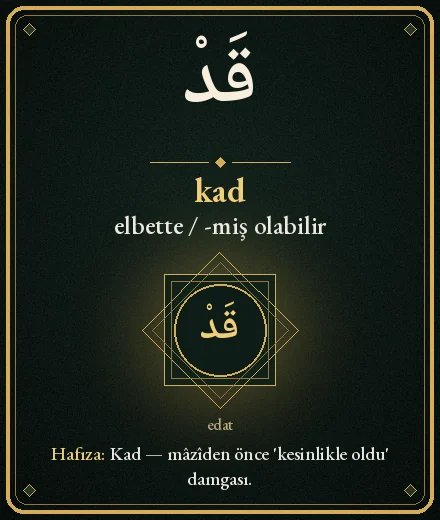 قَدْ
kad
elbette / -miş olabilir
قَدْ
edat
Hafıza: Kad — mâzîden önce 'kesinlikle oldu'
damgası.